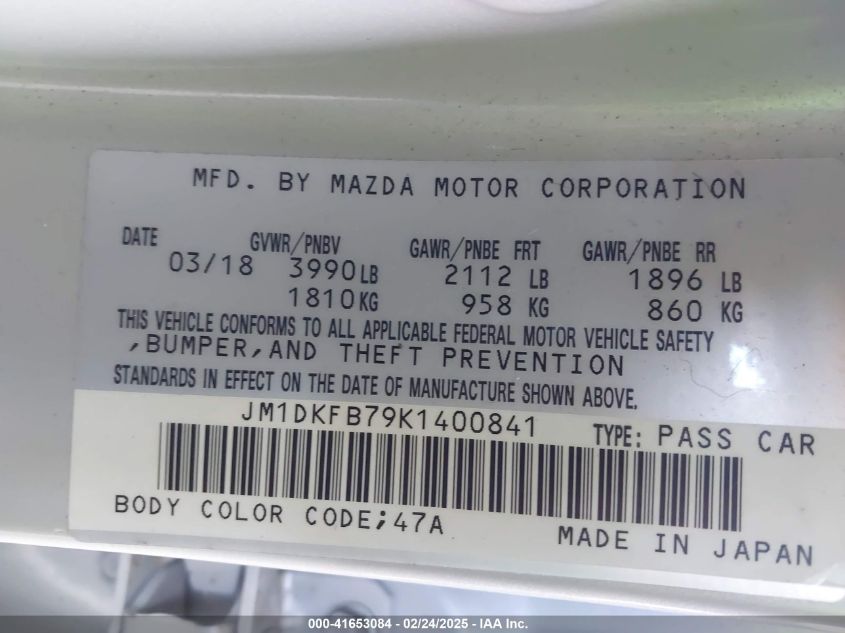 MFD. BY MAZDA MOTOR CORPORATION
DATE GVWR/PNBV GAWR/PNBE FRT GAWR/PNBE RR
03/18 3990LB 2112 LB 1896 LB
1810KG 958 KG 860 KG
THIS VEHICLE CONFORMS TO ALL APPLICABLE FEDERAL MOTOR VEHICLE SAFETY
,BUMPER,AND THEFT PREVENTION
STANDARDS IN EFFECT ON THE DATE OF MANUFACTURE SHOWN ABOVE.
JM1DKFB79K1400841 TYPE: PASS CAR
BODY COLOR CODE;47A MADE IN JAPAN
000-41653084 - 02/24/2025 - IAA Inc.